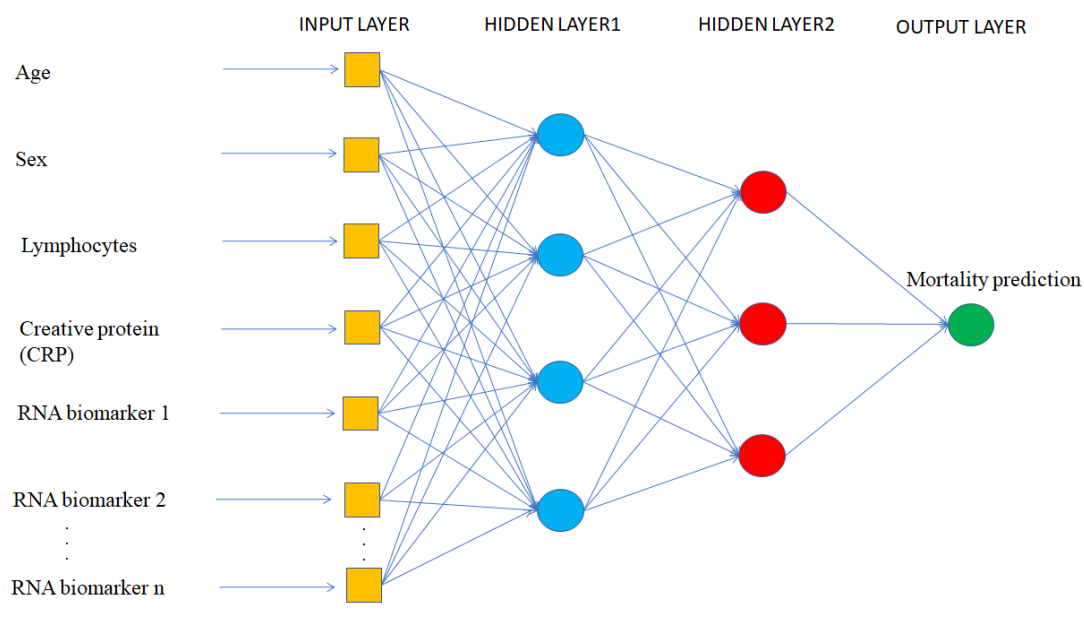 INPUT LAYER
HIDDEN LAYER1
HIDDEN LAYER2
OUTPUT LAYER
Age
Sex
Lymphocytes
Creative protein
(CRP)
RNA biomarker 1
RNA biomarker 2
RNA biomarker n
Mortality prediction